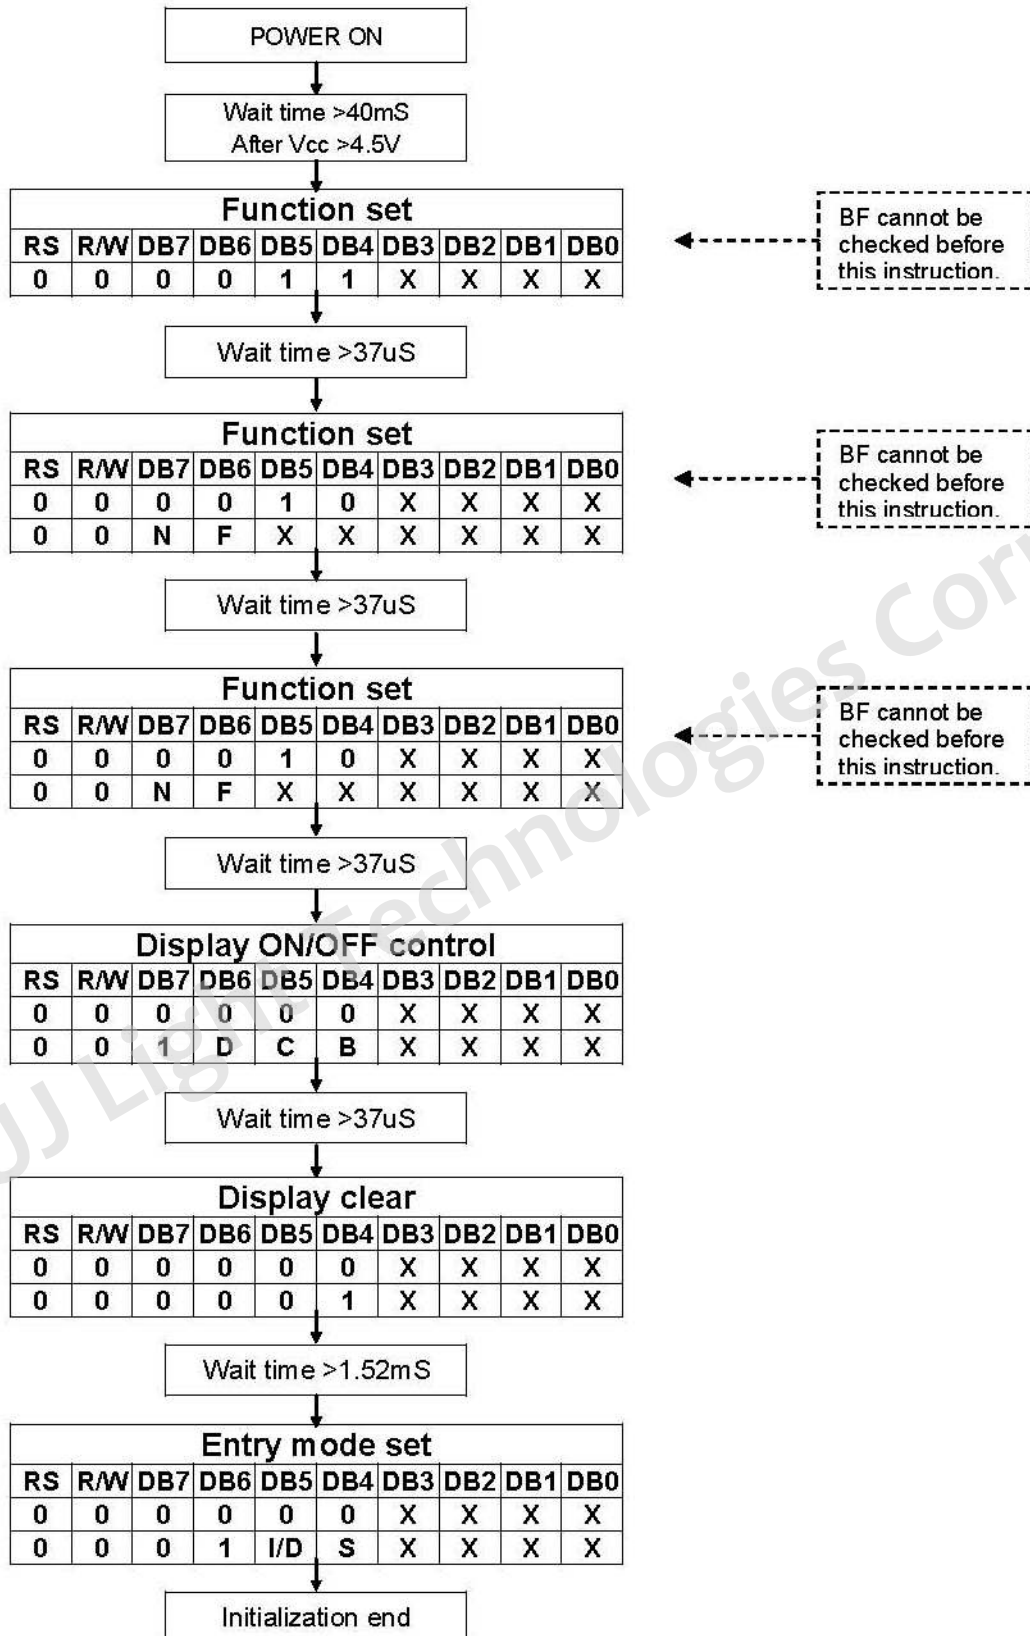 POWER ON
Wait time >40mS
After Vcc >4.5V
Function set
RS R/W DB7 DB6 DB5 DB4 DB3 DB2 DB1 DB0
0 0 0 0 1 1 X X X X
BF cannot be
checked before
this instruction.
Wait time >37uS
Function set
RS R/W DB7 DB6 DB5 DB4 DB3 DB2 DB1 DB0
0 0 0 0 1 0 X X X X
0 0 N F X X X X X X
BF cannot be
checked before
this instruction.
Wait time >37uS
Function set
RS R/W DB7 DB6 DB5 DB4 DB3 DB2 DB1 DB0
0 0 0 0 1 0 X X X X
0 0 N F X X X X X X
BF cannot be
checked before
this instruction.
Wait time >37uS
Display ON/OFF control
RS R/W DB7 DB6 DB5 DB4 DB3 DB2 DB1 DB0
0 0 0 0 0 0 X X X X
0 0 1 D C B X X X X
Wait time >37uS
Display clear
RS R/W DB7 DB6 DB5 DB4 DB3 DB2 DB1 DB0
0 0 0 0 0 0 X X X X
0 0 0 0 0 1 X X X X
Wait time >1.52mS
Entry mode set
RS R/W DB7 DB6 DB5 DB4 DB3 DB2 DB1 DB0
0 0 0 0 0 0 X X X X
0 0 0 1 I/D S X X X X
Initialization end
Light Technologies